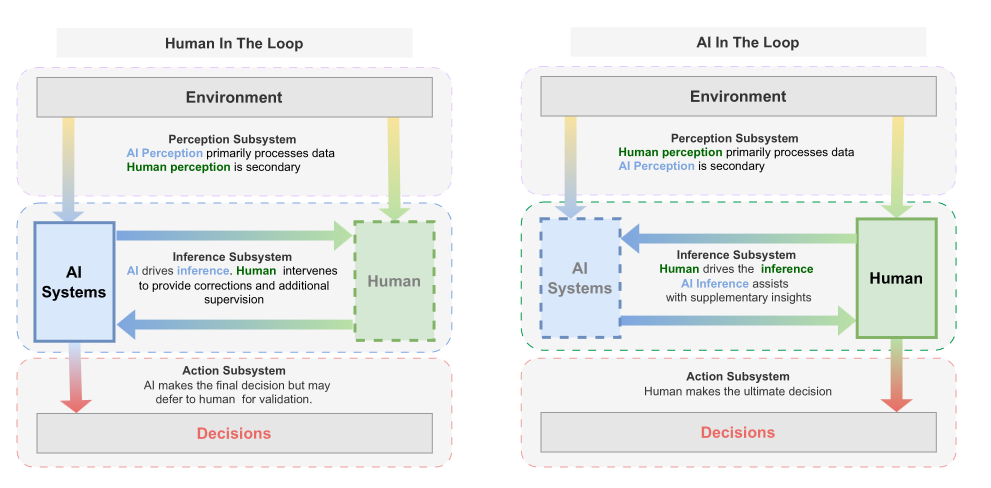 Human In The Loop
Environment
Perception Subsystem
AI Perception primarily processes data
Human perception is secondary
AI
Systems
Inference Subsystem
AI drives inference. Human intervenes
to provide corrections and additional
supervision
Human
Action Subsystem
AI makes the final decision but may
defer to human for validation.
Decisions
AI In The Loop
Environment
Perception Subsystem
Human perception primarily processes data
AI Perception is secondary
AI
Systems
Inference Subsystem
Human drives the inference
AI Inference assists
with supplementary insights
Human
Action Subsystem
Human makes the ultimate decision
Decisions